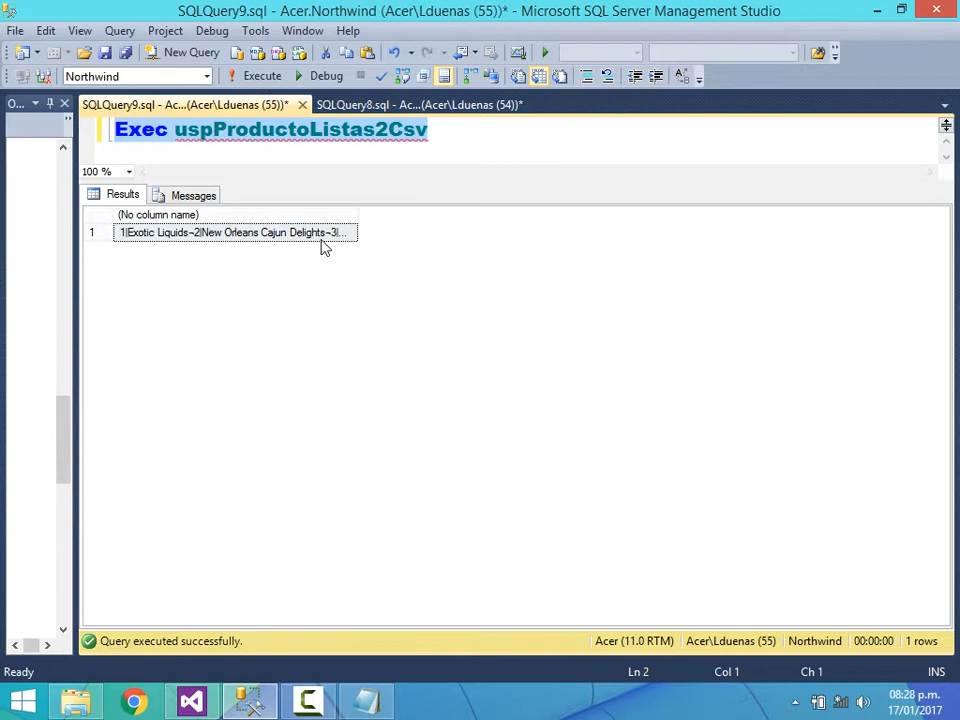 SQLQuery9.sql - Acer.Northwind (Acer\Lduenas (55))* - Microsoft SQL Server Management Studio
File Edit View Query Project Debug Tools Window Help
New Query
Northwind Execute Debug
O... SQLQuery9.sql - Ac...(Acer\Lduenas (55))* SQLQuery8.sql - Ac...(Acer\Lduenas (54))*
Exec uspProductoListas2Csv
100 %
Results Messages
(No column name)
1 1|Exotic Liquids~2|New Orleans Cajun Delights~3|...
Query executed successfully. Acer (11.0 RTM) Acer\Lduenas (55) Northwind 00:00:00 1 rows
Ready Ln 2 Col 1 Ch 1 INS
08:28 p.m.
17/01/2017